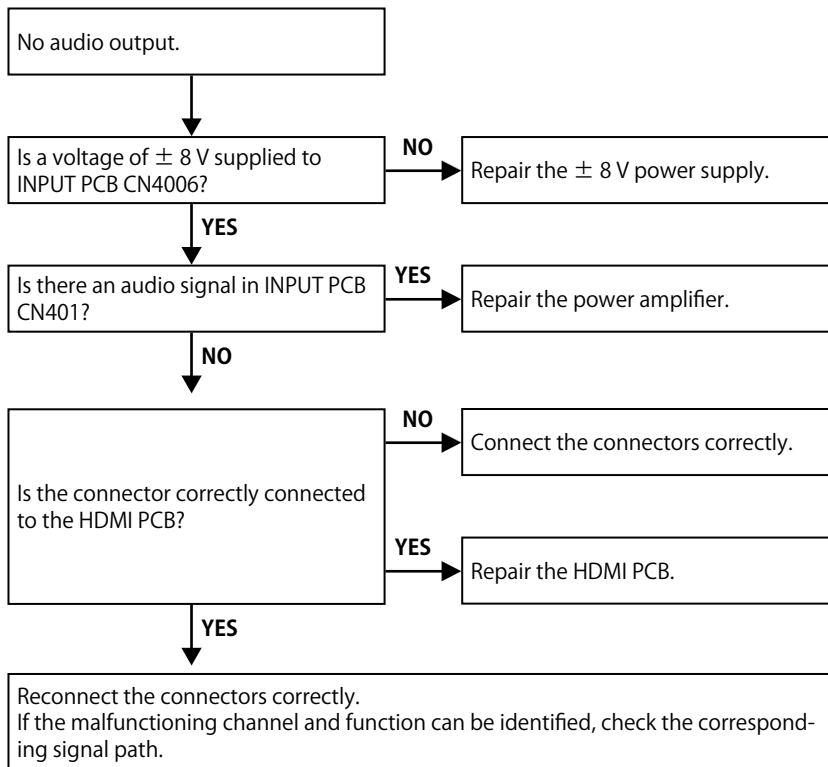 No audio output.
Is a voltage of ± 8 V supplied to
INPUT PCB CN4006?
NO
Repair the ± 8 V power supply.
YES
Is there an audio signal in INPUT PCB
CN401?
YES
Repair the power amplifier.
NO
Is the connector correctly connected
to the HDMI PCB?
NO
Connect the connectors correctly.
YES
Repair the HDMI PCB.
YES
Reconnect the connectors correctly.
If the malfunctioning channel and function can be identified, check the correspond-
ing signal path.